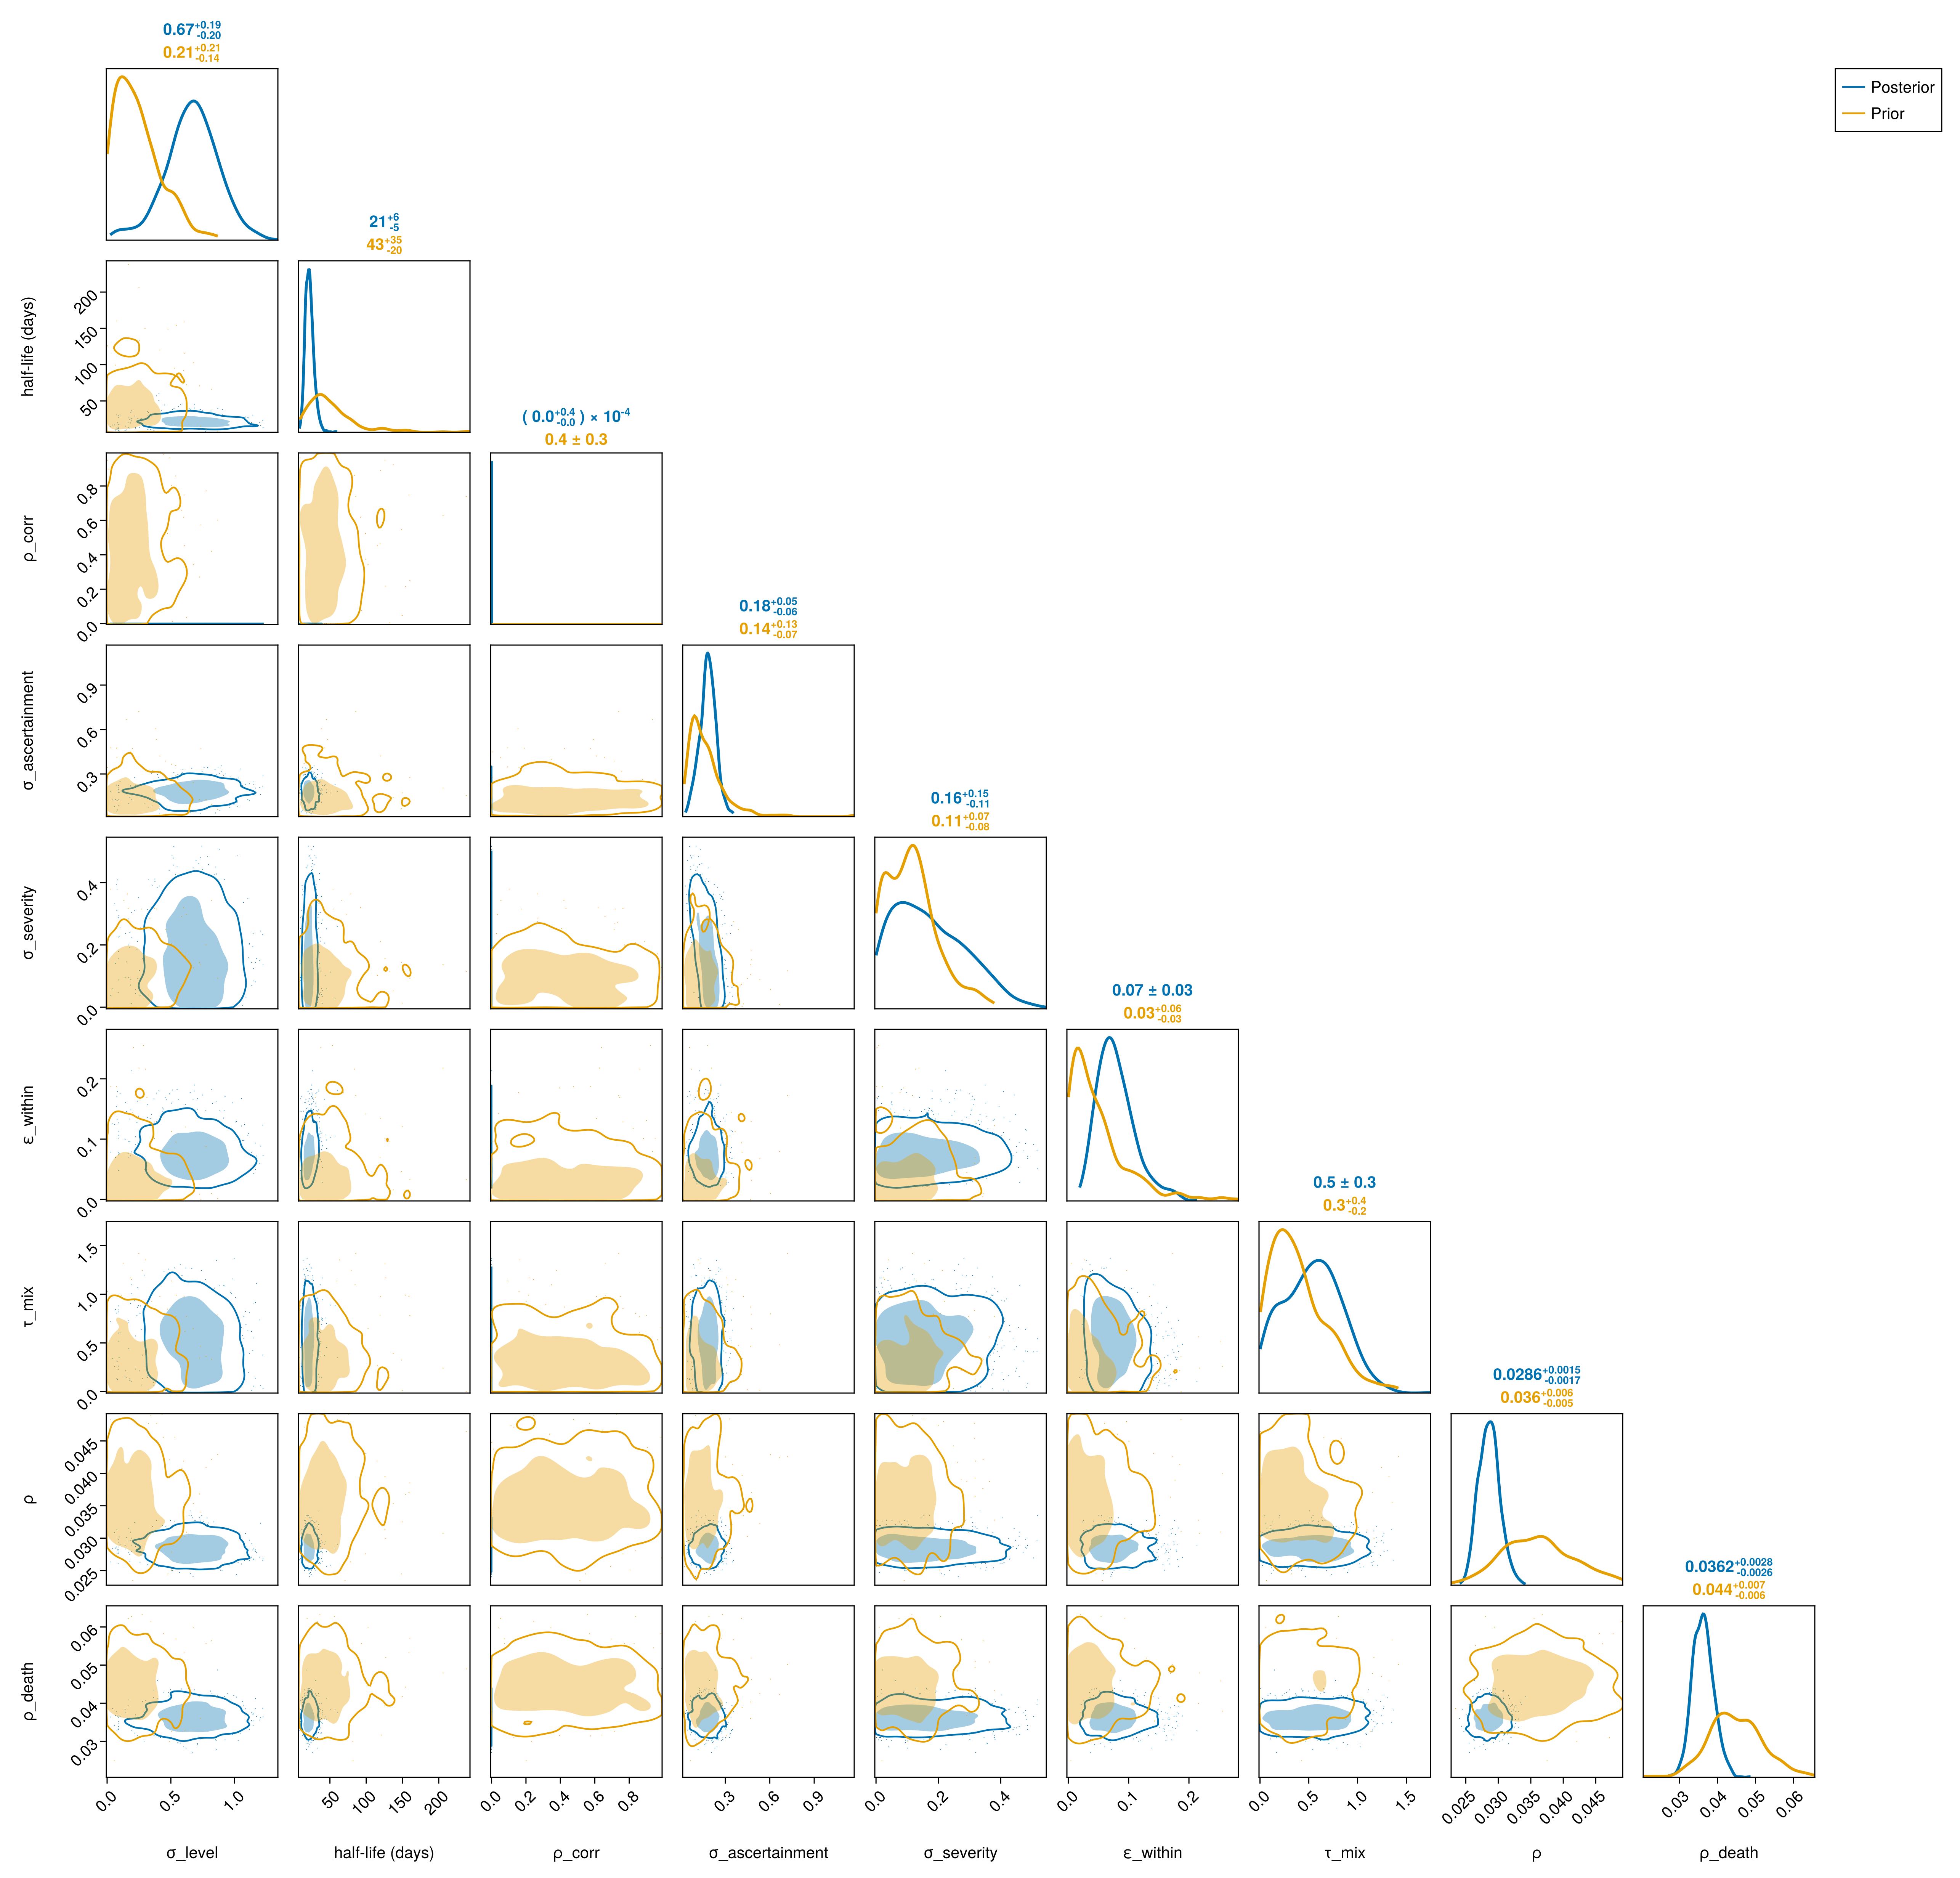 0.67+0.19-0.20
0.21+0.21-0.14
Posterior
Prior
21+6-5
43+35-20
half-life (days)
200
150
100
50
( 0.0+0.4-0.0 ) × 10-4
0.4 ± 0.3
ρ_corr
0.8
0.6
0.4
0.2
0.0
0.18+0.05-0.06
0.14+0.13-0.07
σ_ascertainment
0.9
0.6
0.3
0.16+0.15-0.11
0.11+0.07-0.08
σ_severity
0.4
0.2
0.0
0.07 ± 0.03
0.03+0.06-0.03
ε_within
0.2
0.1
0.0
0.5 ± 0.3
0.3+0.4-0.2
τ_mix
1.5
1.0
0.5
0.0
0.0286+0.0015-0.0017
0.036+0.006-0.005
ρ
0.045
0.040
0.035
0.030
0.025
0.0362+0.0028-0.0026
0.044+0.007-0.006
ρ_death
0.06
0.05
0.04
0.03
0.0 0.5 1.0 50 100 150 200 0.0 0.2 0.4 0.6 0.8 0.3 0.6 0.9 0.0 0.2 0.4 0.0 0.1 0.2 0.0 0.5 1.0 1.5 0.025 0.030 0.035 0.040 0.045 0.03 0.04 0.05 0.06
σ_level half-life (days) ρ_corr σ_ascertainment σ_severity ε_within τ_mix ρ ρ_death